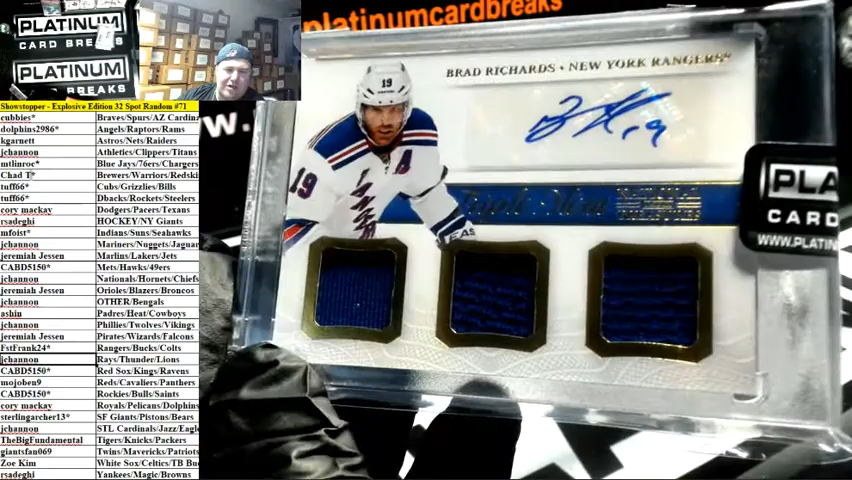 PLATINUM
CARD BREAKS
PLATINUM
CARD BREAKS
platinumcardbreaks
Showstopper - Explosive Edition 32 Spot Random #71
cubbies* Braves/Spurs/AZ Cardina
dolphins2986* Angels/Raptors/Rams
kgarnett Astros/Nets/Raiders
jchannon Athletics/Clippers/Titans
mtlinroc* Blue Jays/76ers/Chargers
Chad T* Brewers/Warriors/Redski
tuff66* Cubs/Grizzlies/Bills
tuff66* Dbacks/Rockets/Steelers
cory mackay Dodgers/Pacers/Texans
rsadeghi HOCKEY/NY Giants
mfoist* Indians/Suns/Seahawks
jchannon Mariners/Nuggets/Jaguar
jeremiah Jessen Marlins/Lakers/Jets
CABD5150* Mets/Hawks/49ers
jchannon Nationals/Hornets/Chiefs
jeremiah Jessen Orioles/Blazers/Broncos
jchannon OTHER/Bengals
ashin Padres/Heat/Cowboys
jchannon Phillies/Twolves/Vikings
jeremiah Jessen Pirates/Wizards/Falcons
FstFrank24* Rangers/Bucks/Colts
jchannon Rays/Thunder/Lions
CABD5150* Red Sox/Kings/Ravens
mojoben9 Reds/Cavaliers/Panthers
CABD5150* Rockies/Bulls/Saints
cory mackay Royals/Pelicans/Dolphins
sterlingarcher13* SF Giants/Pistons/Bears
jchannon STL Cardinals/Jazz/Eagle
TheBigFundamental Tigers/Knicks/Packers
giantsfan069 Twins/Mavericks/Patriots
Zoe Kim White Sox/Celtics/TB Bu
rsadeghi Yankees/Magic/Browns
BRAD RICHARDS • NEW YORK RANGERS®
19
19
A
19
EAS
PLA
CARD
WWW.PLATIN
w.